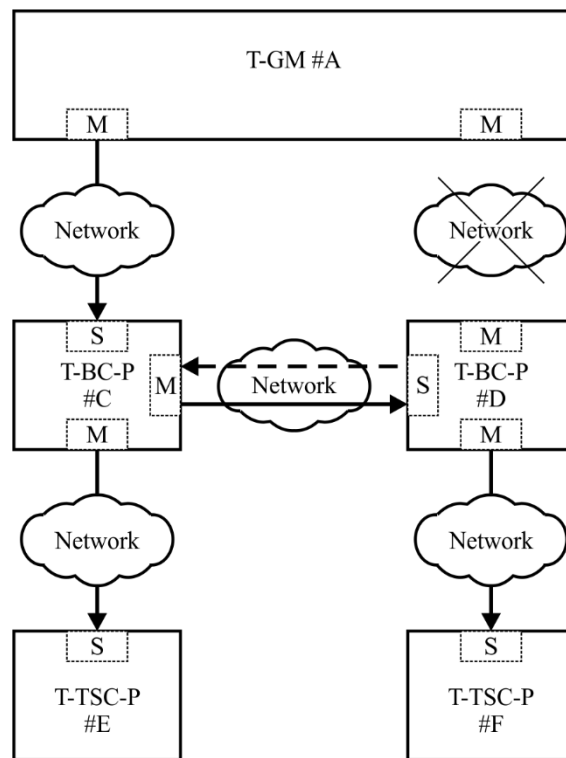 T-GM #A
M
M
Network
Network
S
M
T-BC-P
#C
M
M
Network
S
T-BC-P
#D
M
M
Network
Network
S
S
T-TSC-P
#E
T-TSC-P
#F